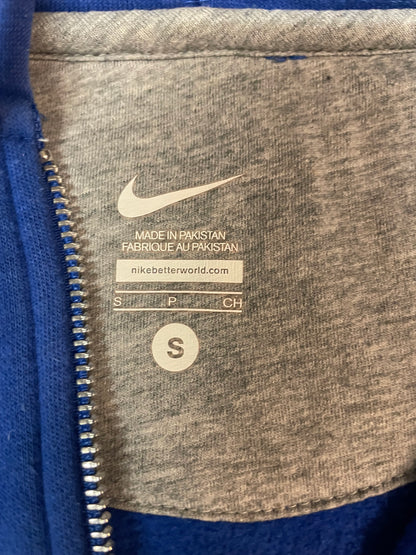 MADE IN PAKISTAN
FABRIQUE AU PAKISTAN
nikebetterworld.com
S P CH
S